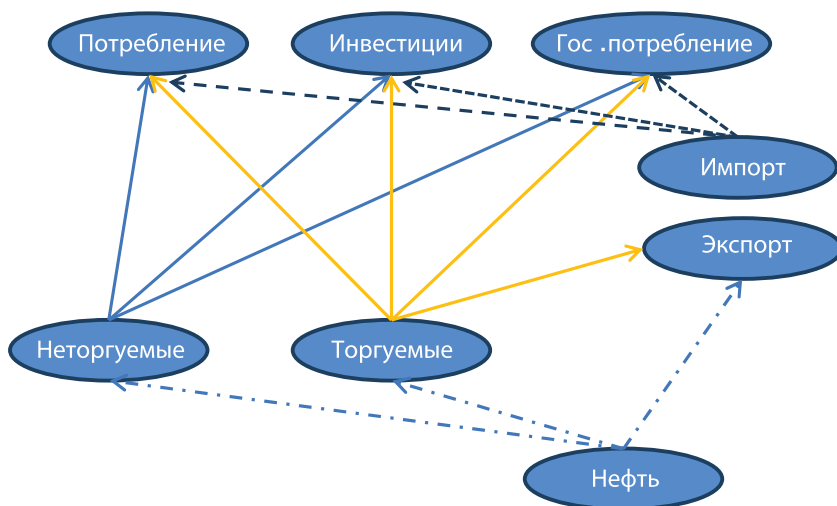 Потребление
Инвестиции
Гос .потребление
Импорт
Экспорт
Неторгуемые
Торгуемые
Нефть